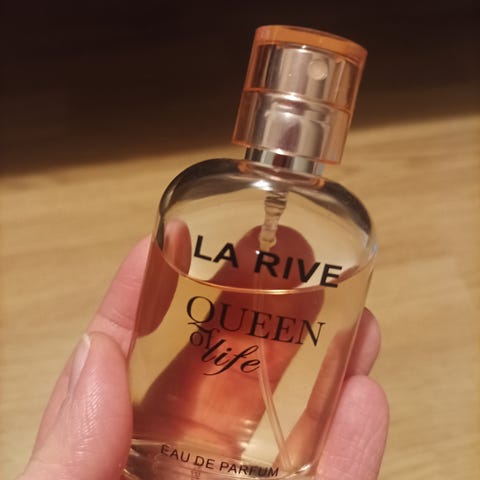 LA RIVE
QUEEN
of life
EAU DE PARFUM